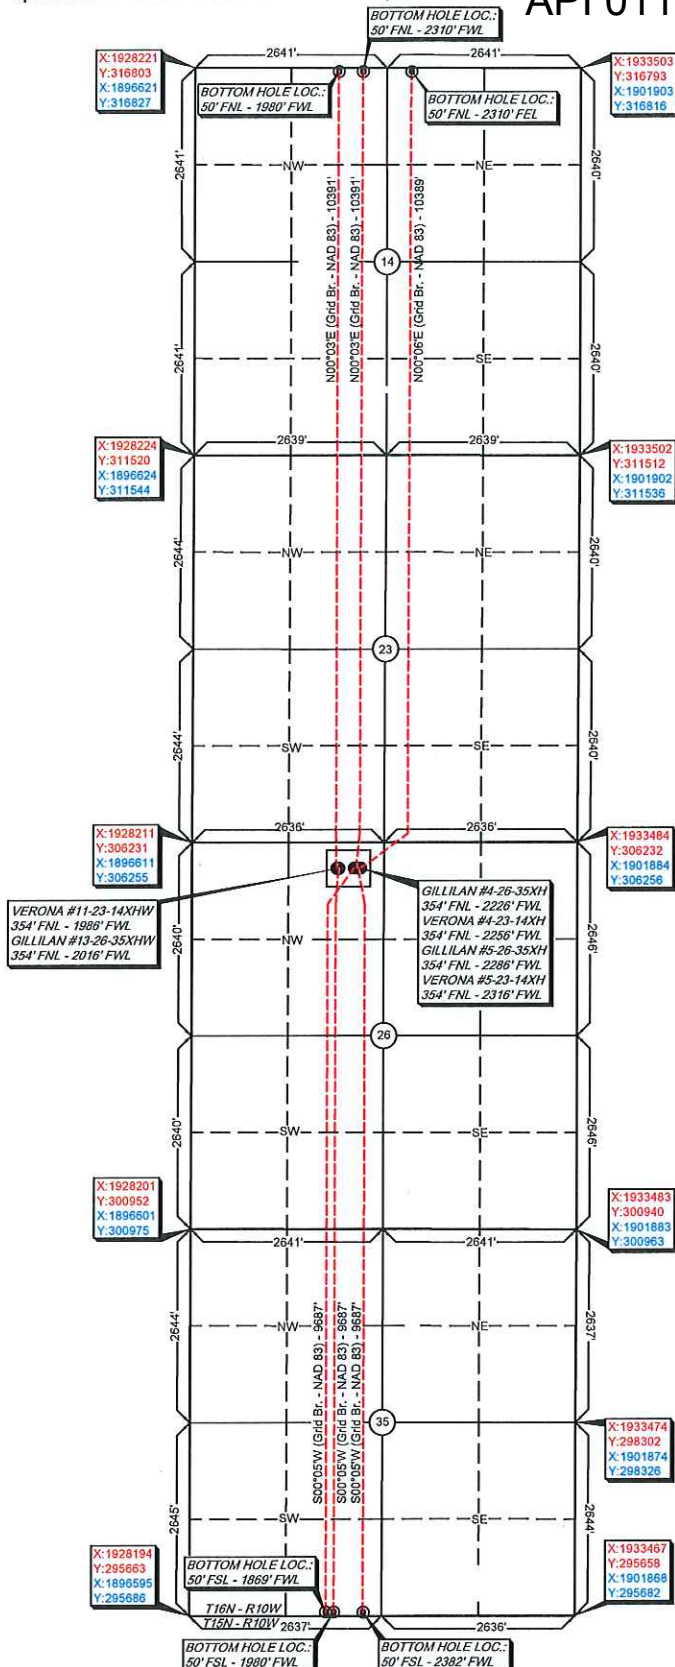 API 011
BOTTOM HOLE LOC.:
50' FNL - 2310' FWL
2641'
2641'
X:1928221
Y:316803
X:1896621
Y:316827
X:1933503
Y:316793
X:1901903
Y:316816
BOTTOM HOLE LOC.:
50' FNL - 1980' FWL
BOTTOM HOLE LOC.:
50' FNL - 2310' FEL
2641'
NW
NE
2640'
N00°03'E (Grid Br. - NAD 83) - 10391'
N00°03'E (Grid Br. - NAD 83) - 10391'
N00°06'E (Grid Br. - NAD 83) - 10389'
14
2641'
SE
2640'
X:1928224
Y:311520
X:1896624
Y:311544
2639'
2639'
X:1933502
Y:311512
X:1901902
Y:311536
2644'
NW
NE
2640'
23
2644'
SW
SE
2640'
X:1928211
Y:306231
X:1896611
Y:306255
2636'
2636'
X:1933484
Y:306232
X:1901884
Y:306256
VERONA #11-23-14XHW
354' FNL - 1986' FWL
GILLILAN #13-26-35XHW
354' FNL - 2016' FWL
GILLILAN #4-26-35XH
354' FNL - 2226' FWL
VERONA #4-23-14XH
354' FNL - 2256' FWL
GILLILAN #5-26-35XH
354' FNL - 2286' FWL
VERONA #5-23-14XH
354' FNL - 2316' FWL
2640'
NW
2646'
26
2640'
SW
SE
2646'
X:1928201
Y:300952
X:1896601
Y:300975
2641'
2641'
X:1933483
Y:300940
X:1901883
Y:300963
2644'
NW
NE
2637'
S00°05'W (Grid Br. - NAD 83) - 9687'
S00°05'W (Grid Br. - NAD 83) - 9687'
S00°05'W (Grid Br. - NAD 83) - 9687'
35
X:1933474
Y:298302
X:1901874
Y:298326
2645'
SW
SE
2644'
X:1928194
Y:295663
X:1896595
Y:295686
BOTTOM HOLE LOC.:
50' FSL - 1869' FWL
X:1933467
Y:295658
X:1901868
Y:295682
T16N - R10W
T15N - R10W
2637'
2636'
BOTTOM HOLE LOC.:
50' FSL - 1980' FWL
BOTTOM HOLE LOC.:
50' FSL - 2382' FWL